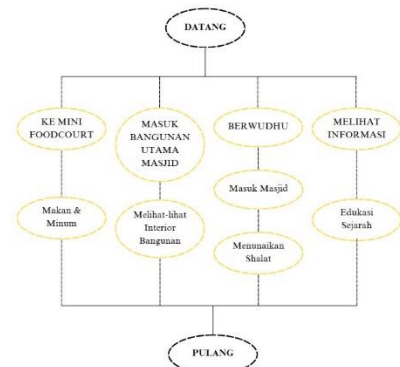 DATANG
KE MINI
FOODCOURT
MASUK
BANGUNAN
UTAMA
MASJID
BERWUDHU
MELIHAT
INFORMASI
Makan &
Minum
Melihat-lihat
Interior
Bangunan
Masuk Masjid
Menunaikan
Shalat
Edukasi
Sejarah
PULANG